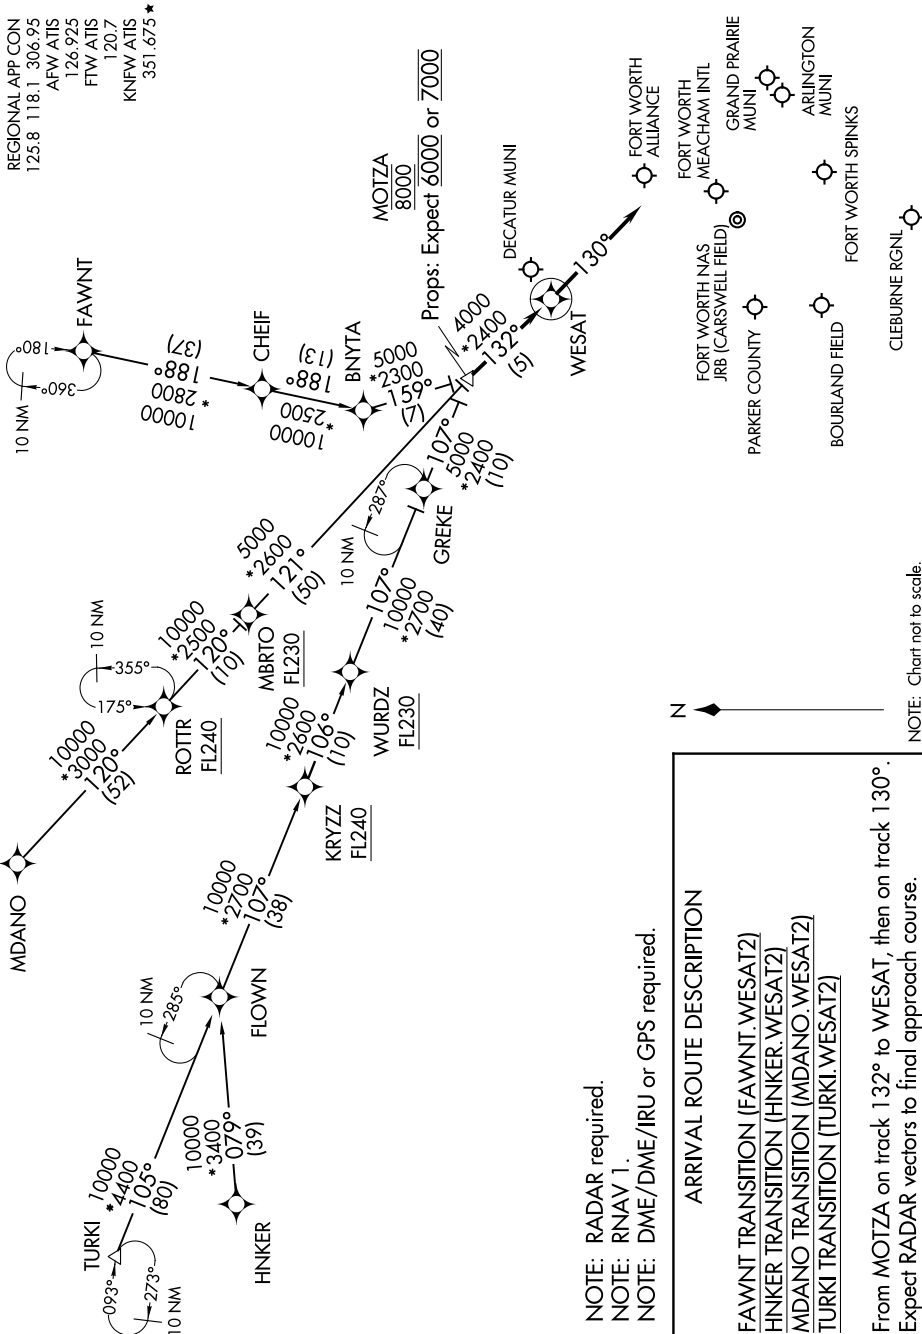 REGIONAL APP CON
125.8 118.1 306.95
AFW ATIS
126.925
FTW ATIS
120.7
KNFW ATIS
351.675 ★
TURKI
093°
273°
10 NM
10000
*4400
105°
(80)
HNKER
10000
*3400
079°
(39)
FLOWN
10 NM
285°
10000
*2700
107°
(38)
KRYZZ
FL240
10000
*2600
106°
(10)
WURDZ
FL230
107°
10000
*2700
(40)
GREKE
10 NM
287°
107°
5000
*2400
(10)
MDANO
10000
*3000
120°
(52)
ROTTR
FL240
10 NM
175°
355°
10000
*2500
120°
(10)
MBRTO
FL230
5000
*2600
121°
(50)
FAWNT
10 NM
180°
360°
(37)
188°
*2800
10000
CHEIF
(13)
188°
*2500
10000
BNYTA
5000
*2300
159°
(7)
MOTZA
8000
Props: Expect 6000 or 7000
4000
*2400
132°
(5)
WESAT
130°
DECATUR MUNI
FORT WORTH
ALLIANCE
FORT WORTH
MEACHAM INTL
GRAND PRAIRIE
MUNI
ARLINGTON
MUNI
FORT WORTH NAS
JRB (CARSWELL FIELD)
FORT WORTH SPINKS
PARKER COUNTY
BOURLAND FIELD
CLEBURNE RGNL
N
NOTE: Chart not to scale.
NOTE: RADAR required.
NOTE: RNAV 1.
NOTE: DME/DME/IRU or GPS required.
ARRIVAL ROUTE DESCRIPTION
FAWNT TRANSITION (FAWNT.WESAT2)
HNKER TRANSITION (HNKER.WESAT2)
MDANO TRANSITION (MDANO.WESAT2)
TURKI TRANSITION (TURKI.WESAT2)
From MOTZA on track 132° to WESAT, then on track 130°.
Expect RADAR vectors to final approach course.